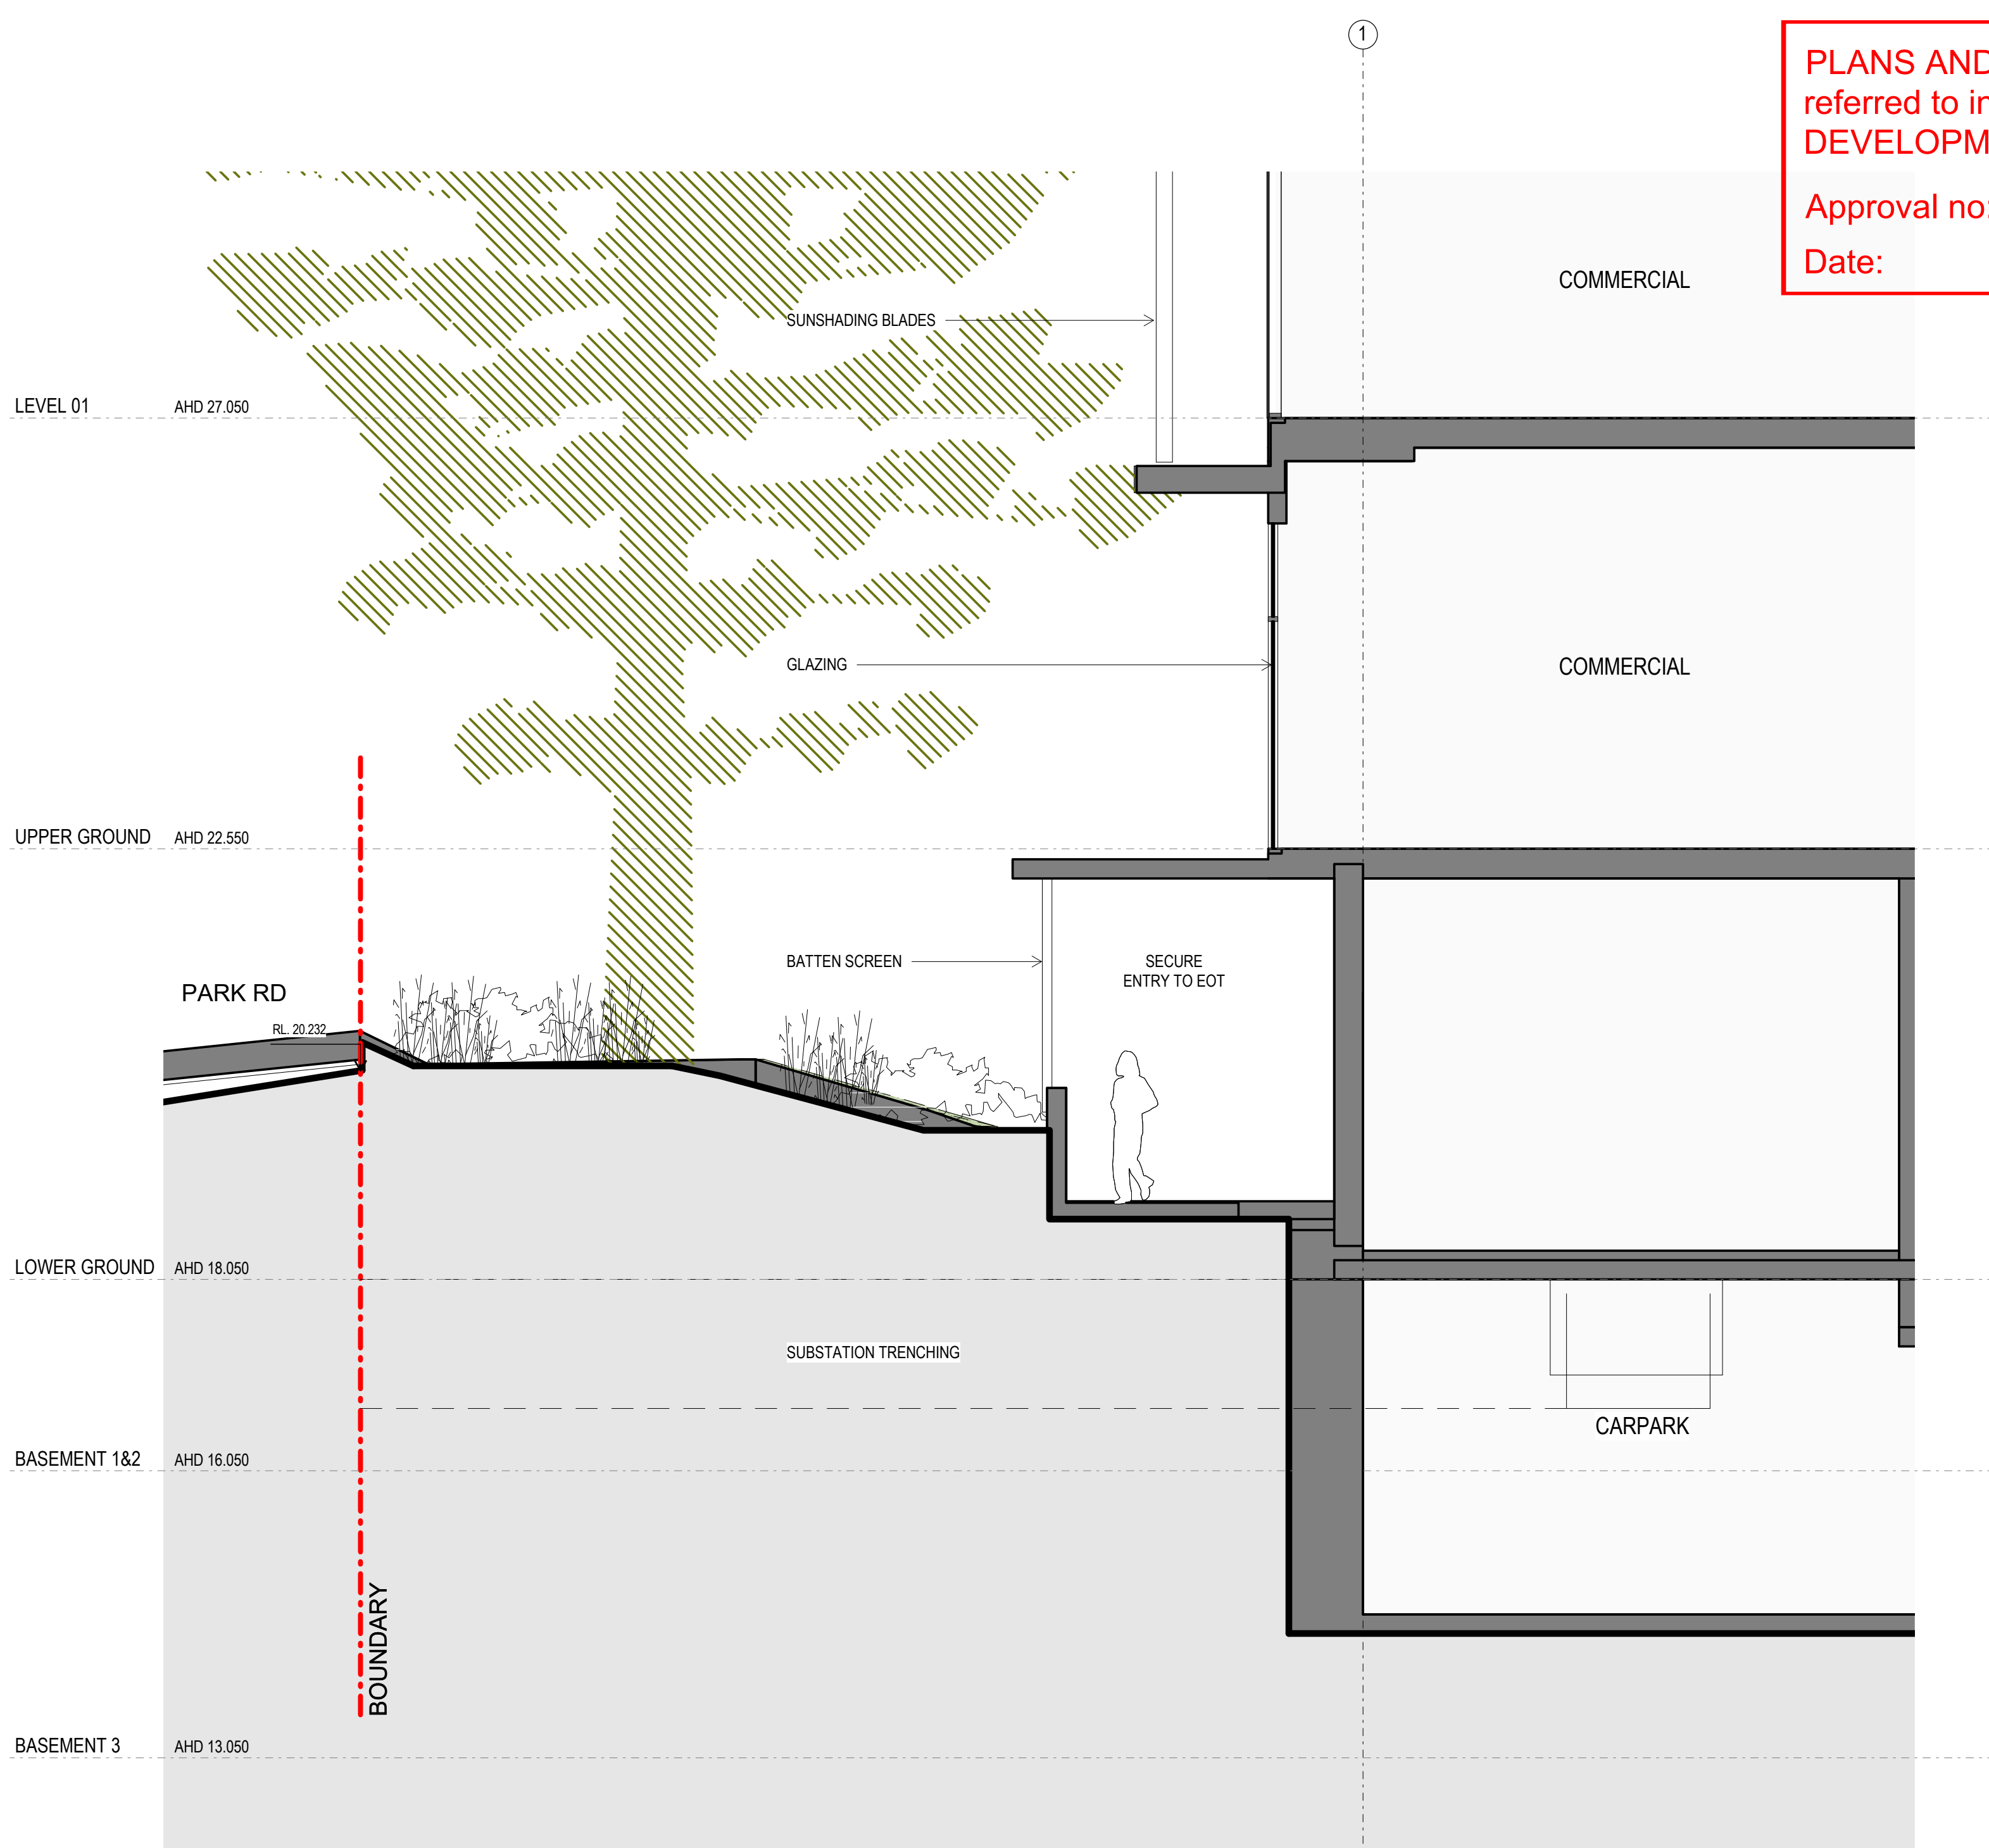 1
PLANS AND
referred to in
DEVELOPM
Approval no:
Date:
COMMERCIAL
SUNSHADING BLADES
LEVEL 01 AHD 27.050
GLAZING
COMMERCIAL
UPPER GROUND AHD 22.550
BATTEN SCREEN
SECURE
ENTRY TO EOT
PARK RD
RL. 20.232
LOWER GROUND AHD 18.050
SUBSTATION TRENCHING
CARPARK
BASEMENT 1&2 AHD 16.050
BOUNDARY
BASEMENT 3 AHD 13.050